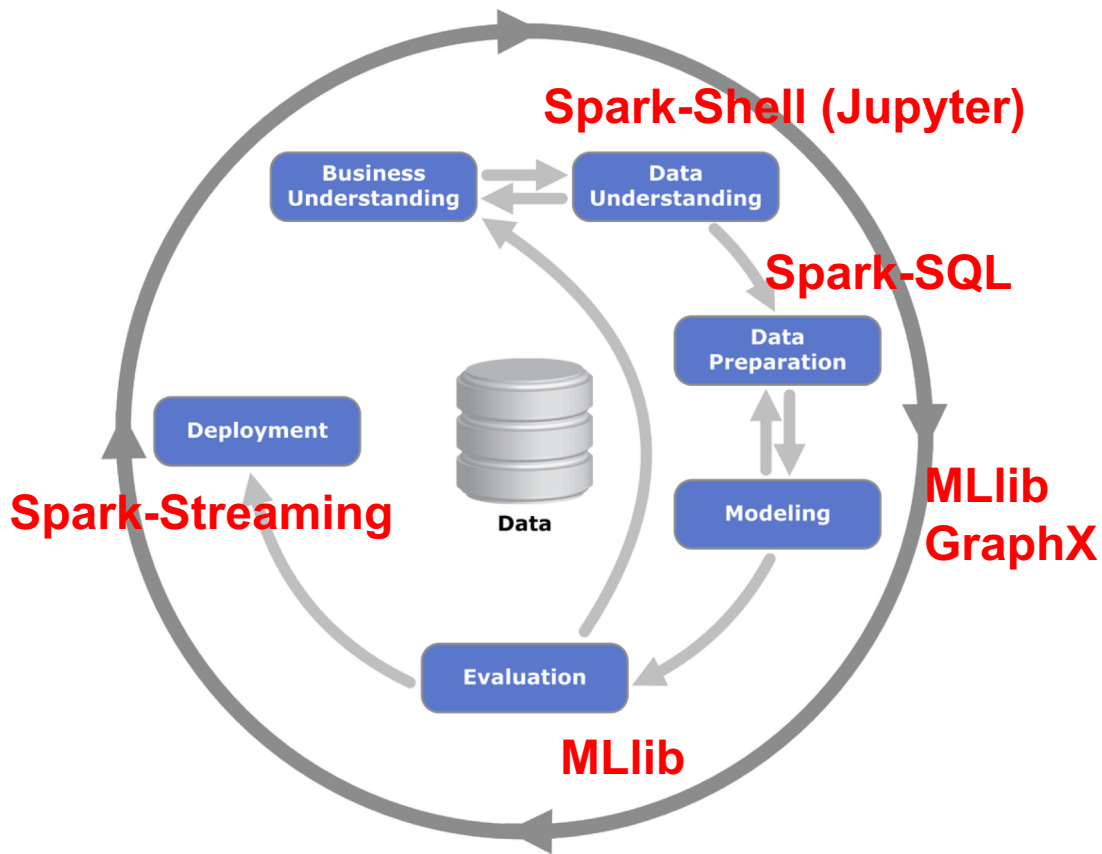 Spark-Shell (Jupyter)
Business
Understanding
Data
Understanding
Spark-SQL
Data
Preparation
Deployment
Spark-Streaming
Data
Modeling
MLlib
GraphX
Evaluation
MLlib